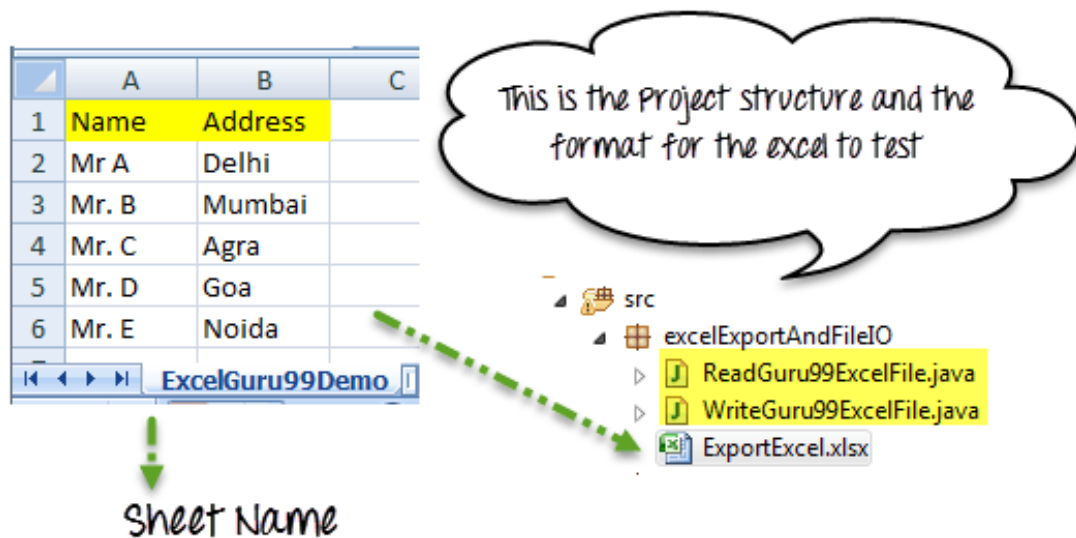 A B C
1 Name Address
2 Mr A Delhi
3 Mr. B Mumbai
4 Mr. C Agra
5 Mr. D Goa
6 Mr. E Noida
ExcelGuru99Demo
Sheet Name
This is the Project structure and the
format for the excel to test
src
excelExportAndFileIO
ReadGuru99ExcelFile.java
WriteGuru99ExcelFile.java
ExportExcel.xlsx